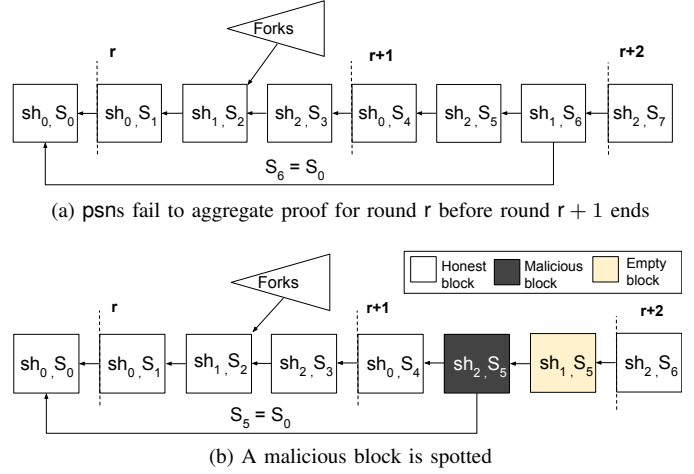 Forks
r
r+1
r+2
sh₀, S₀
sh₀, S₁
sh₁, S₂
sh₂, S₃
sh₀, S₄
sh₂, S₅
sh₁, S₆
sh₂, S₇
S₆ = S₀
(a) psns fail to aggregate proof for round r before round r + 1 ends
Honest block
Malicious block
Empty block
Forks
r
r+1
r+2
sh₀, S₀
sh₀, S₁
sh₁, S₂
sh₂, S₃
sh₀, S₄
sh₂, S₅
sh₁, S₅
sh₂, S₆
S₅ = S₀
(b) A malicious block is spotted